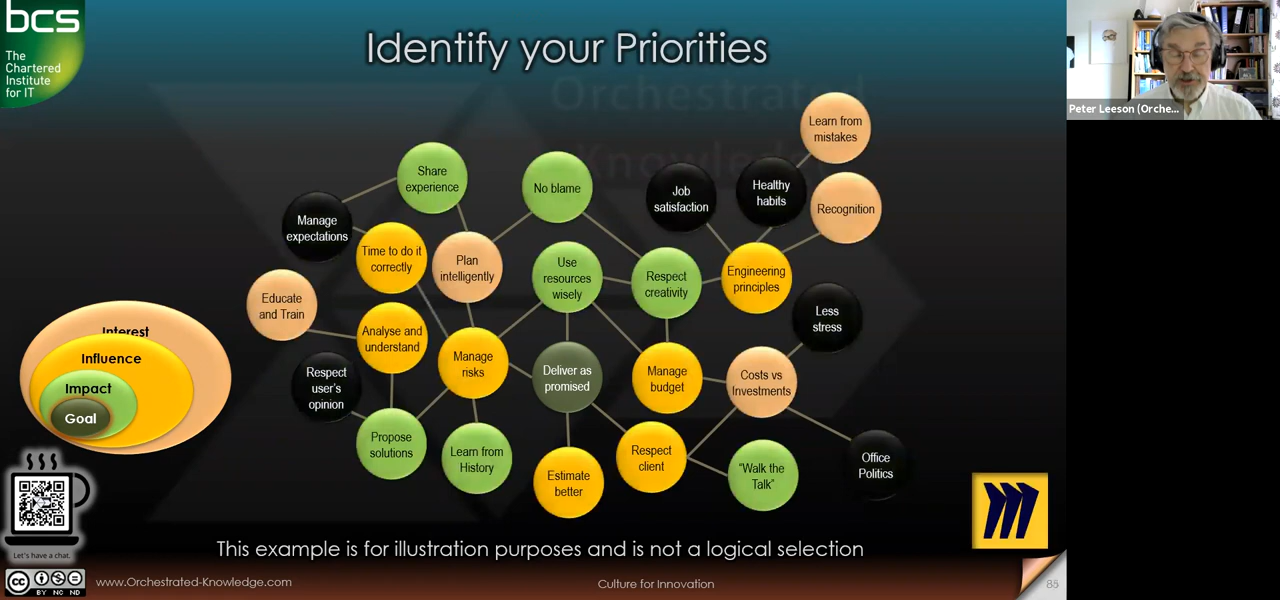 bcs
The
Chartered
Institute
for IT
Identify your Priorities
Orchestrated
Knowledge
Peter Leeson (Orche...
Learn from
mistakes
Share
experience
No blame
Job
satisfaction
Healthy
habits
Recognition
Manage
expectations
Time to do it
correctly
Plan
intelligently
Use
resources
wisely
Respect
creativity
Engineering
principles
Educate
and Train
Less
stress
Analyse and
understand
Manage
risks
Deliver as
promised
Manage
budget
Costs vs
Investments
Respect
user's
opinion
Propose
solutions
Learn from
History
Estimate
better
Respect
client
"Walk the
Talk"
Office
Politics
Interest
Influence
Impact
Goal
Let's have a chat.
This example is for illustration purposes and is not a logical selection
cc
BY NC ND
www.Orchestrated-Knowledge.com
Culture for Innovation
85